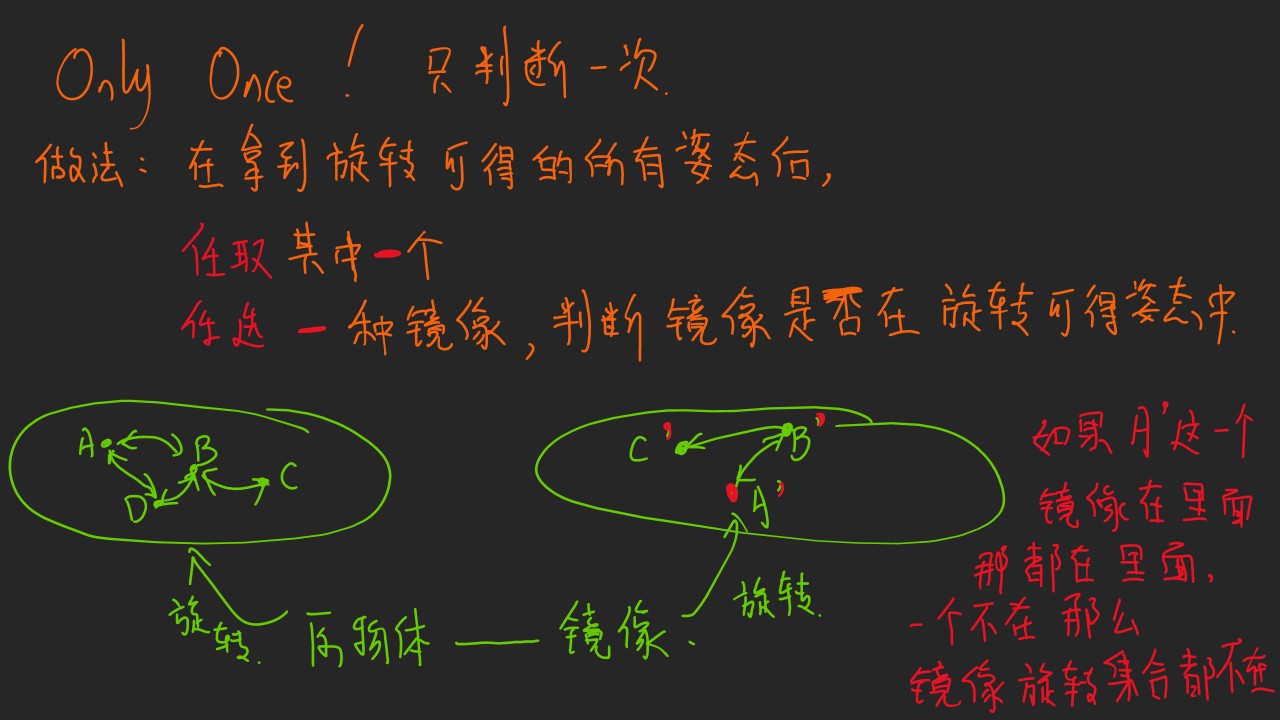 Only Once! 只判断一次.
做法: 在拿到旋转可得的所有姿态后,
任取其中一个
任选一种镜像, 判断镜像是否在旋转可得姿态中.
A B C D
C' B' A'
如果A'这一个
镜像在里面
那都在里面,
一个不在 那么
镜像旋转集合都不在
旋转. 原物体 — 镜像. 旋转.